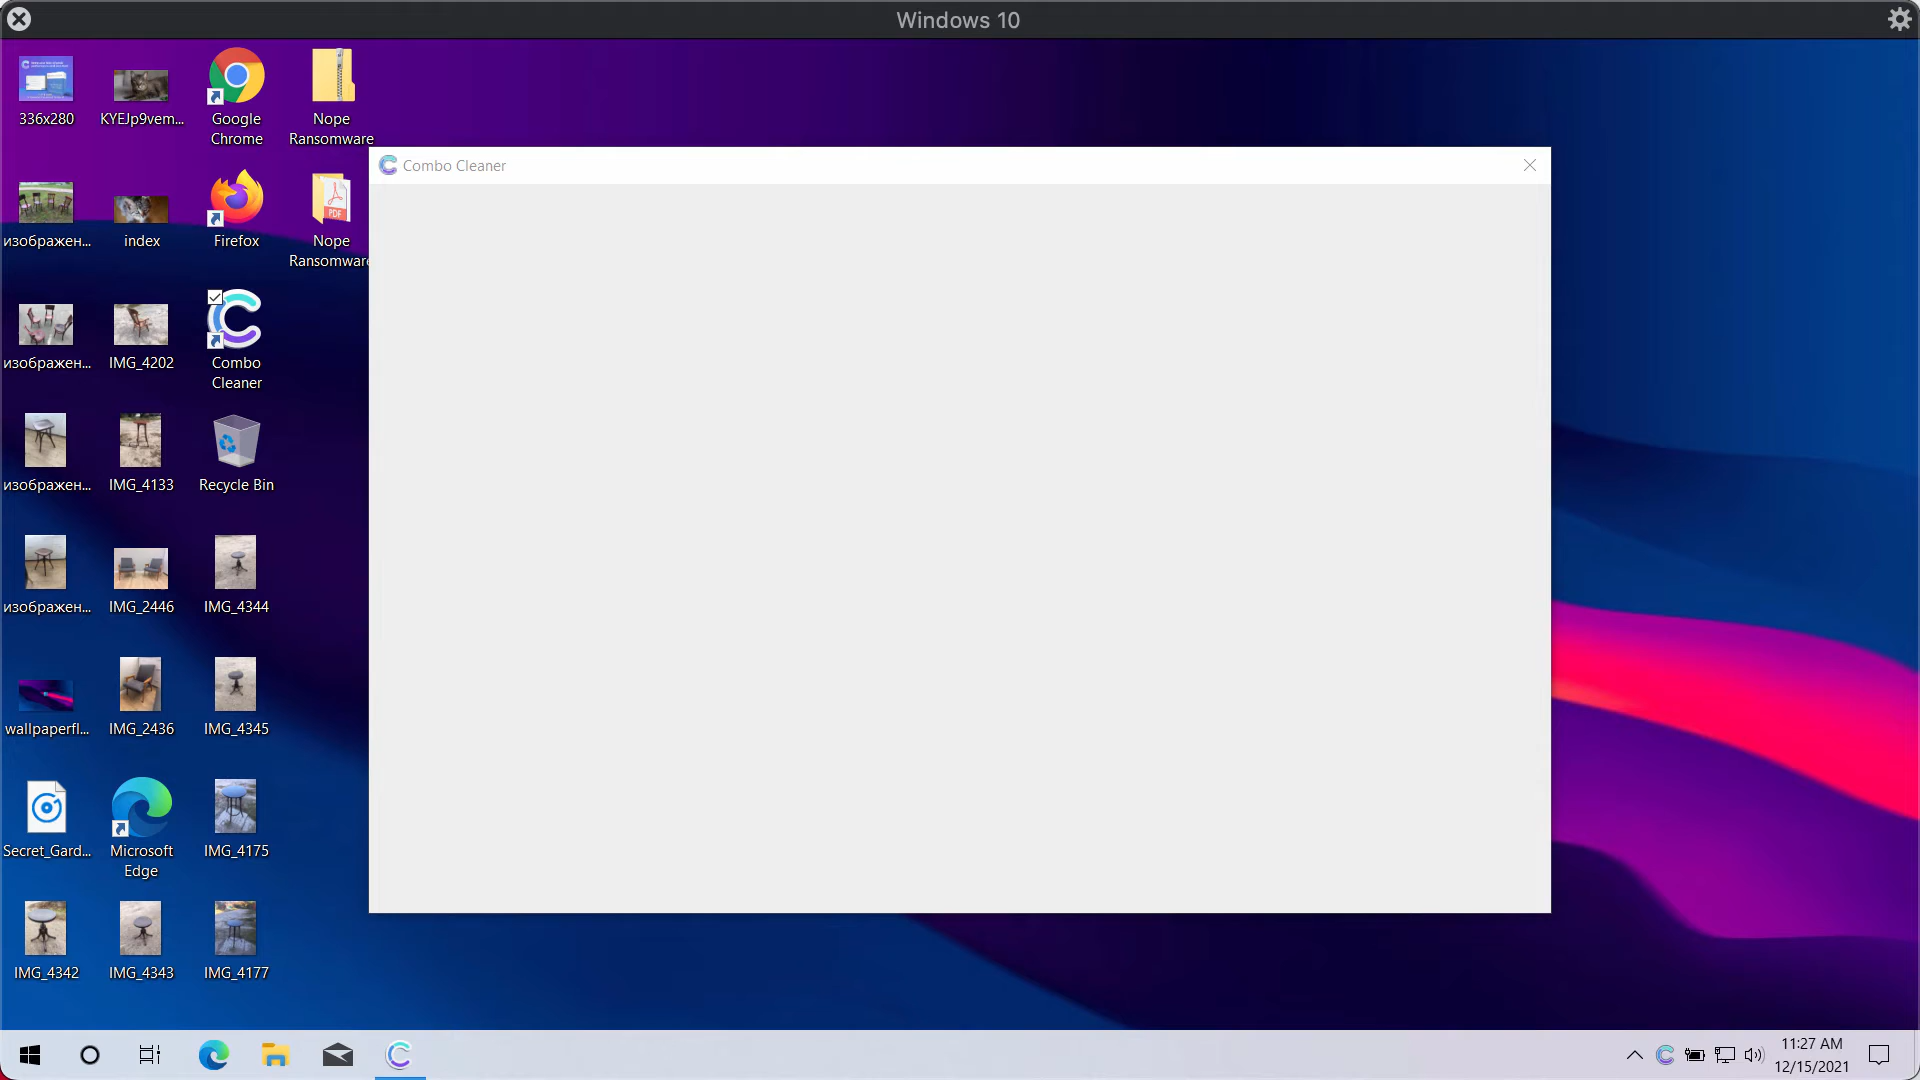 Windows 10
336x280
KYEJp9vem...
Google
Chrome
Nope
Ransomware
изображен...
index
Firefox
Nope
Ransomware
Combo Cleaner
изображен...
IMG_4202
Combo
Cleaner
изображен...
IMG_4133
Recycle Bin
изображен...
IMG_2446
IMG_4344
wallpaperfl...
IMG_2436
IMG_4345
Secret_Gard...
Microsoft
Edge
IMG_4175
IMG_4342
IMG_4343
IMG_4177
PDF
11:27 AM
12/15/2021